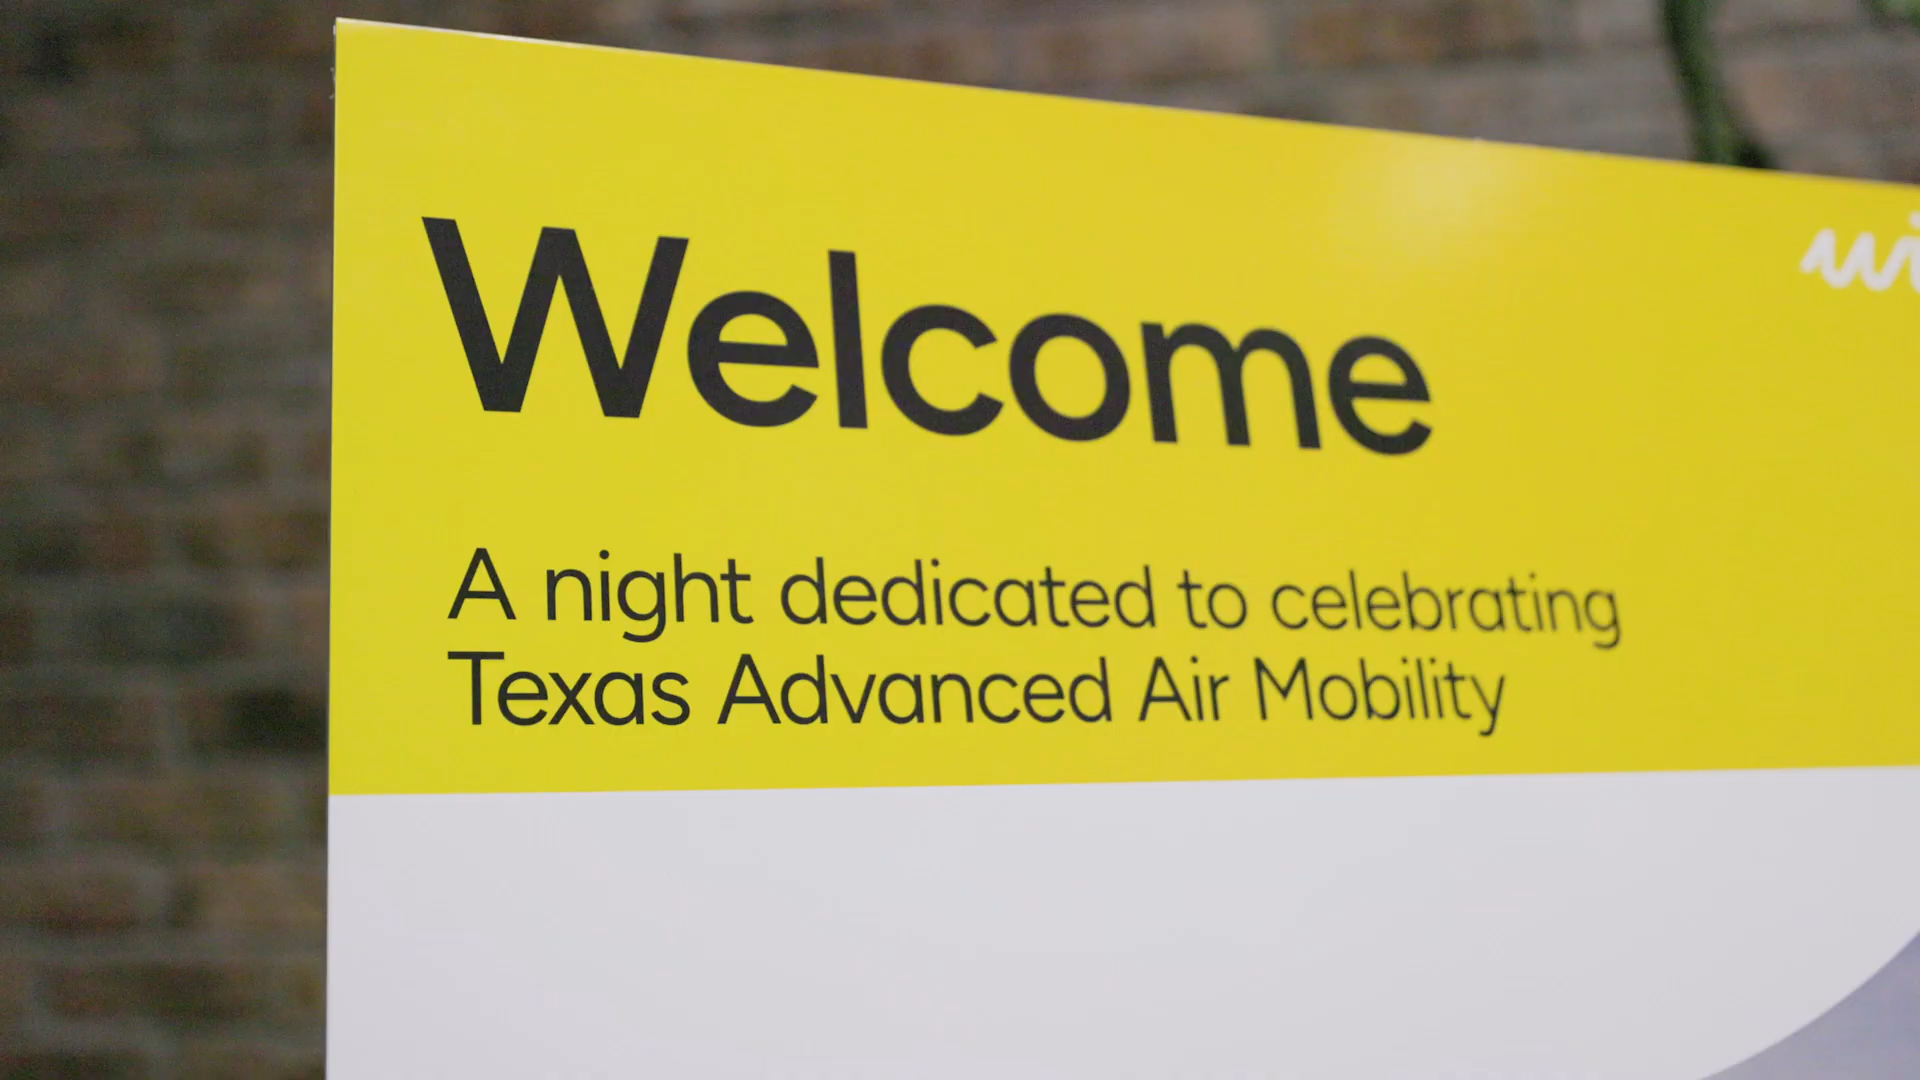 Welcome
A night dedicated to celebrating
Texas Advanced Air Mobility